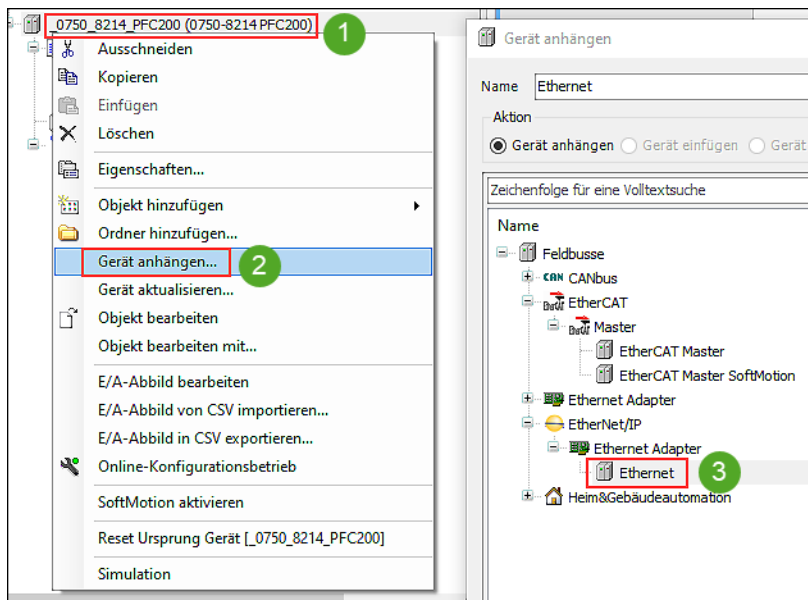 _0750_8214_PFC200 (0750-8214 PFC200)
1
Ausschneiden
Kopieren
Einfügen
Löschen
Eigenschaften...
Objekt hinzufügen
Ordner hinzufügen...
Gerät anhängen...
2
Gerät aktualisieren...
Objekt bearbeiten
Objekt bearbeiten mit...
E/A-Abbild bearbeiten
E/A-Abbild von CSV importieren...
E/A-Abbild in CSV exportieren...
Online-Konfigurationsbetrieb
SoftMotion aktivieren
Reset Ursprung Gerät [_0750_8214_PFC200]
Simulation
Gerät anhängen
Name Ethernet
Aktion
Gerät anhängen Gerät einfügen Gerät
Zeichenfolge für eine Volltextsuche
Name
Feldbusse
CAN CANbus
EtherCAT
Master
EtherCAT Master
EtherCAT Master SoftMotion
Ethernet Adapter
EtherNet/IP
Ethernet Adapter
Ethernet
3
Heim&Gebäudeautomation